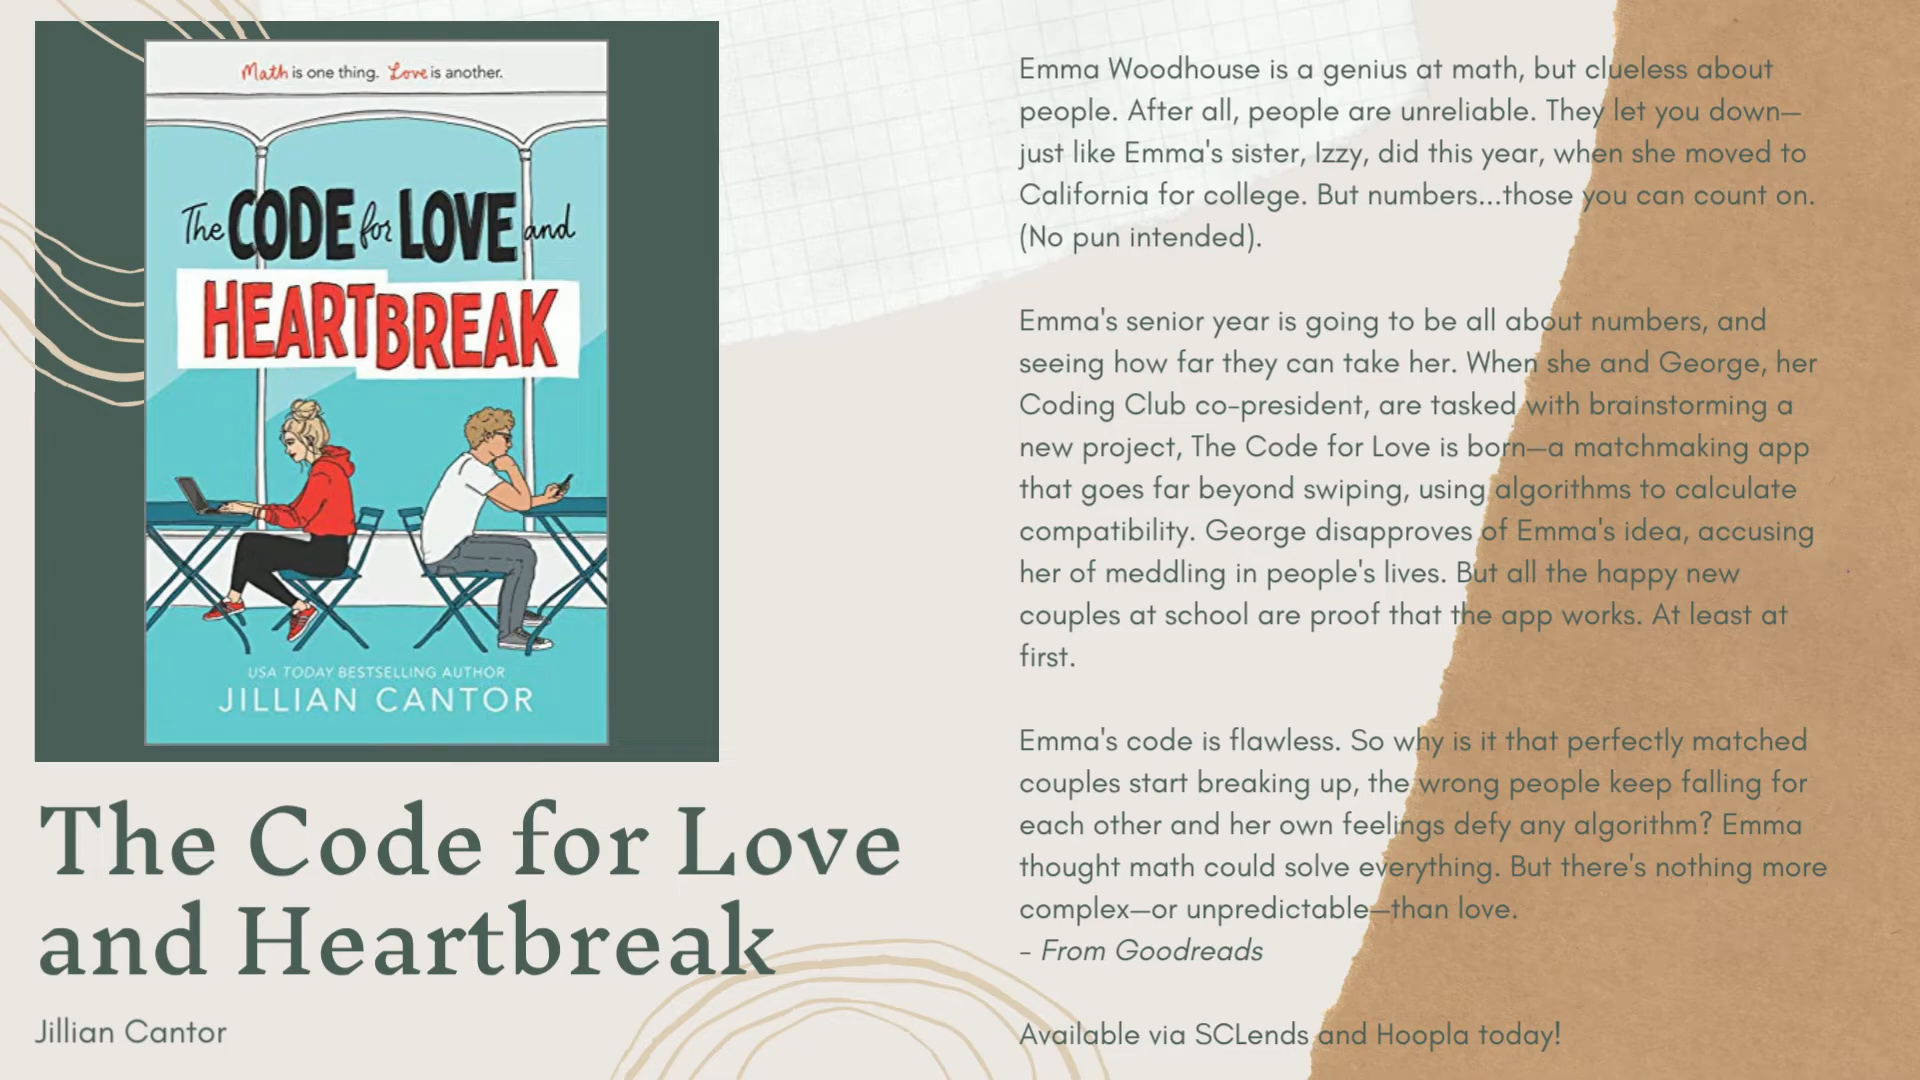 Math is one thing. Love is another.
The CODE for LOVE and
HEARTBREAK
USA TODAY BESTSELLING AUTHOR
JILLIAN CANTOR
The Code for Love
and Heartbreak
Jillian Cantor
Emma Woodhouse is a genius at math, but clueless about
people. After all, people are unreliable. They let you down—
just like Emma's sister, Izzy, did this year, when she moved to
California for college. But numbers...those you can count on.
(No pun intended).
Emma's senior year is going to be all about numbers, and
seeing how far they can take her. When she and George, her
Coding Club co-president, are tasked with brainstorming a
new project, The Code for Love is born—a matchmaking app
that goes far beyond swiping, using algorithms to calculate
compatibility. George disapproves of Emma's idea, accusing
her of meddling in people's lives. But all the happy new
couples at school are proof that the app works. At least at
first.
Emma's code is flawless. So why is it that perfectly matched
couples start breaking up, the wrong people keep falling for
each other and her own feelings defy any algorithm? Emma
thought math could solve everything. But there's nothing more
complex—or unpredictable—than love.
- From Goodreads
Available via SCLends and Hoopla today!